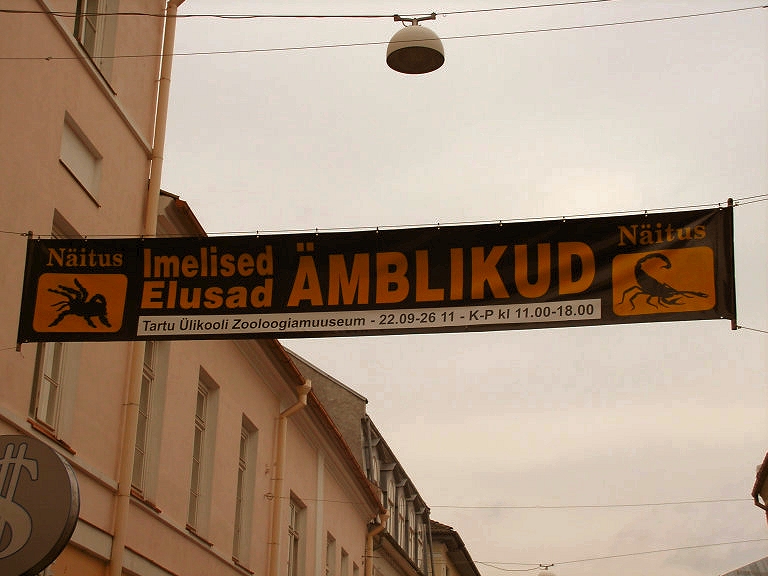 Näitus
Imelised
Elusad
ÄMBLIKUD
Tartu Ülikooli Zooloogiamuuseum - 22.09-26 11 - K-P kl 11.00-18.00
Näitus
$